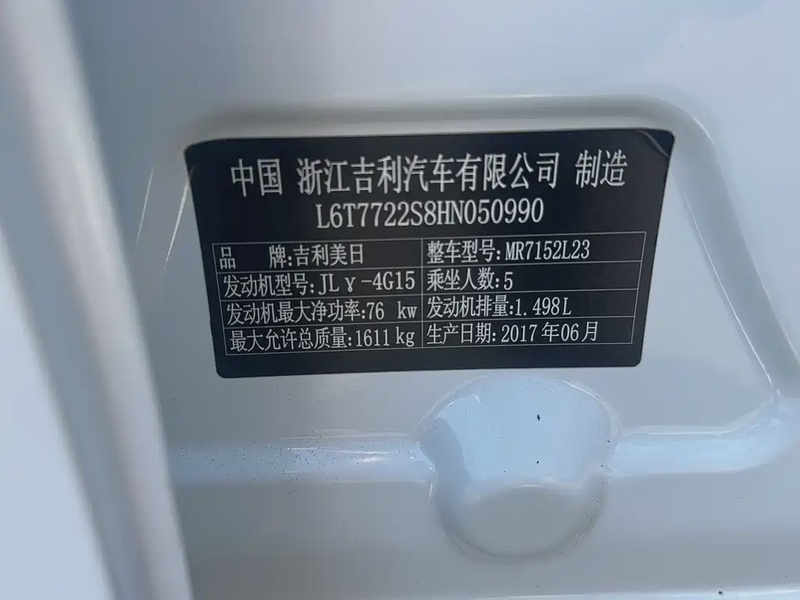 中国 浙江吉利汽车有限公司 制造
L6T7722S8HN050990
品 牌:吉利美日 整车型号:MR7152L23
发动机型号:JLγ-4G15 乘坐人数:5
发动机最大净功率:76 kw 发动机排量:1.498L
最大允许总质量:1611kg 生产日期:2017年06月